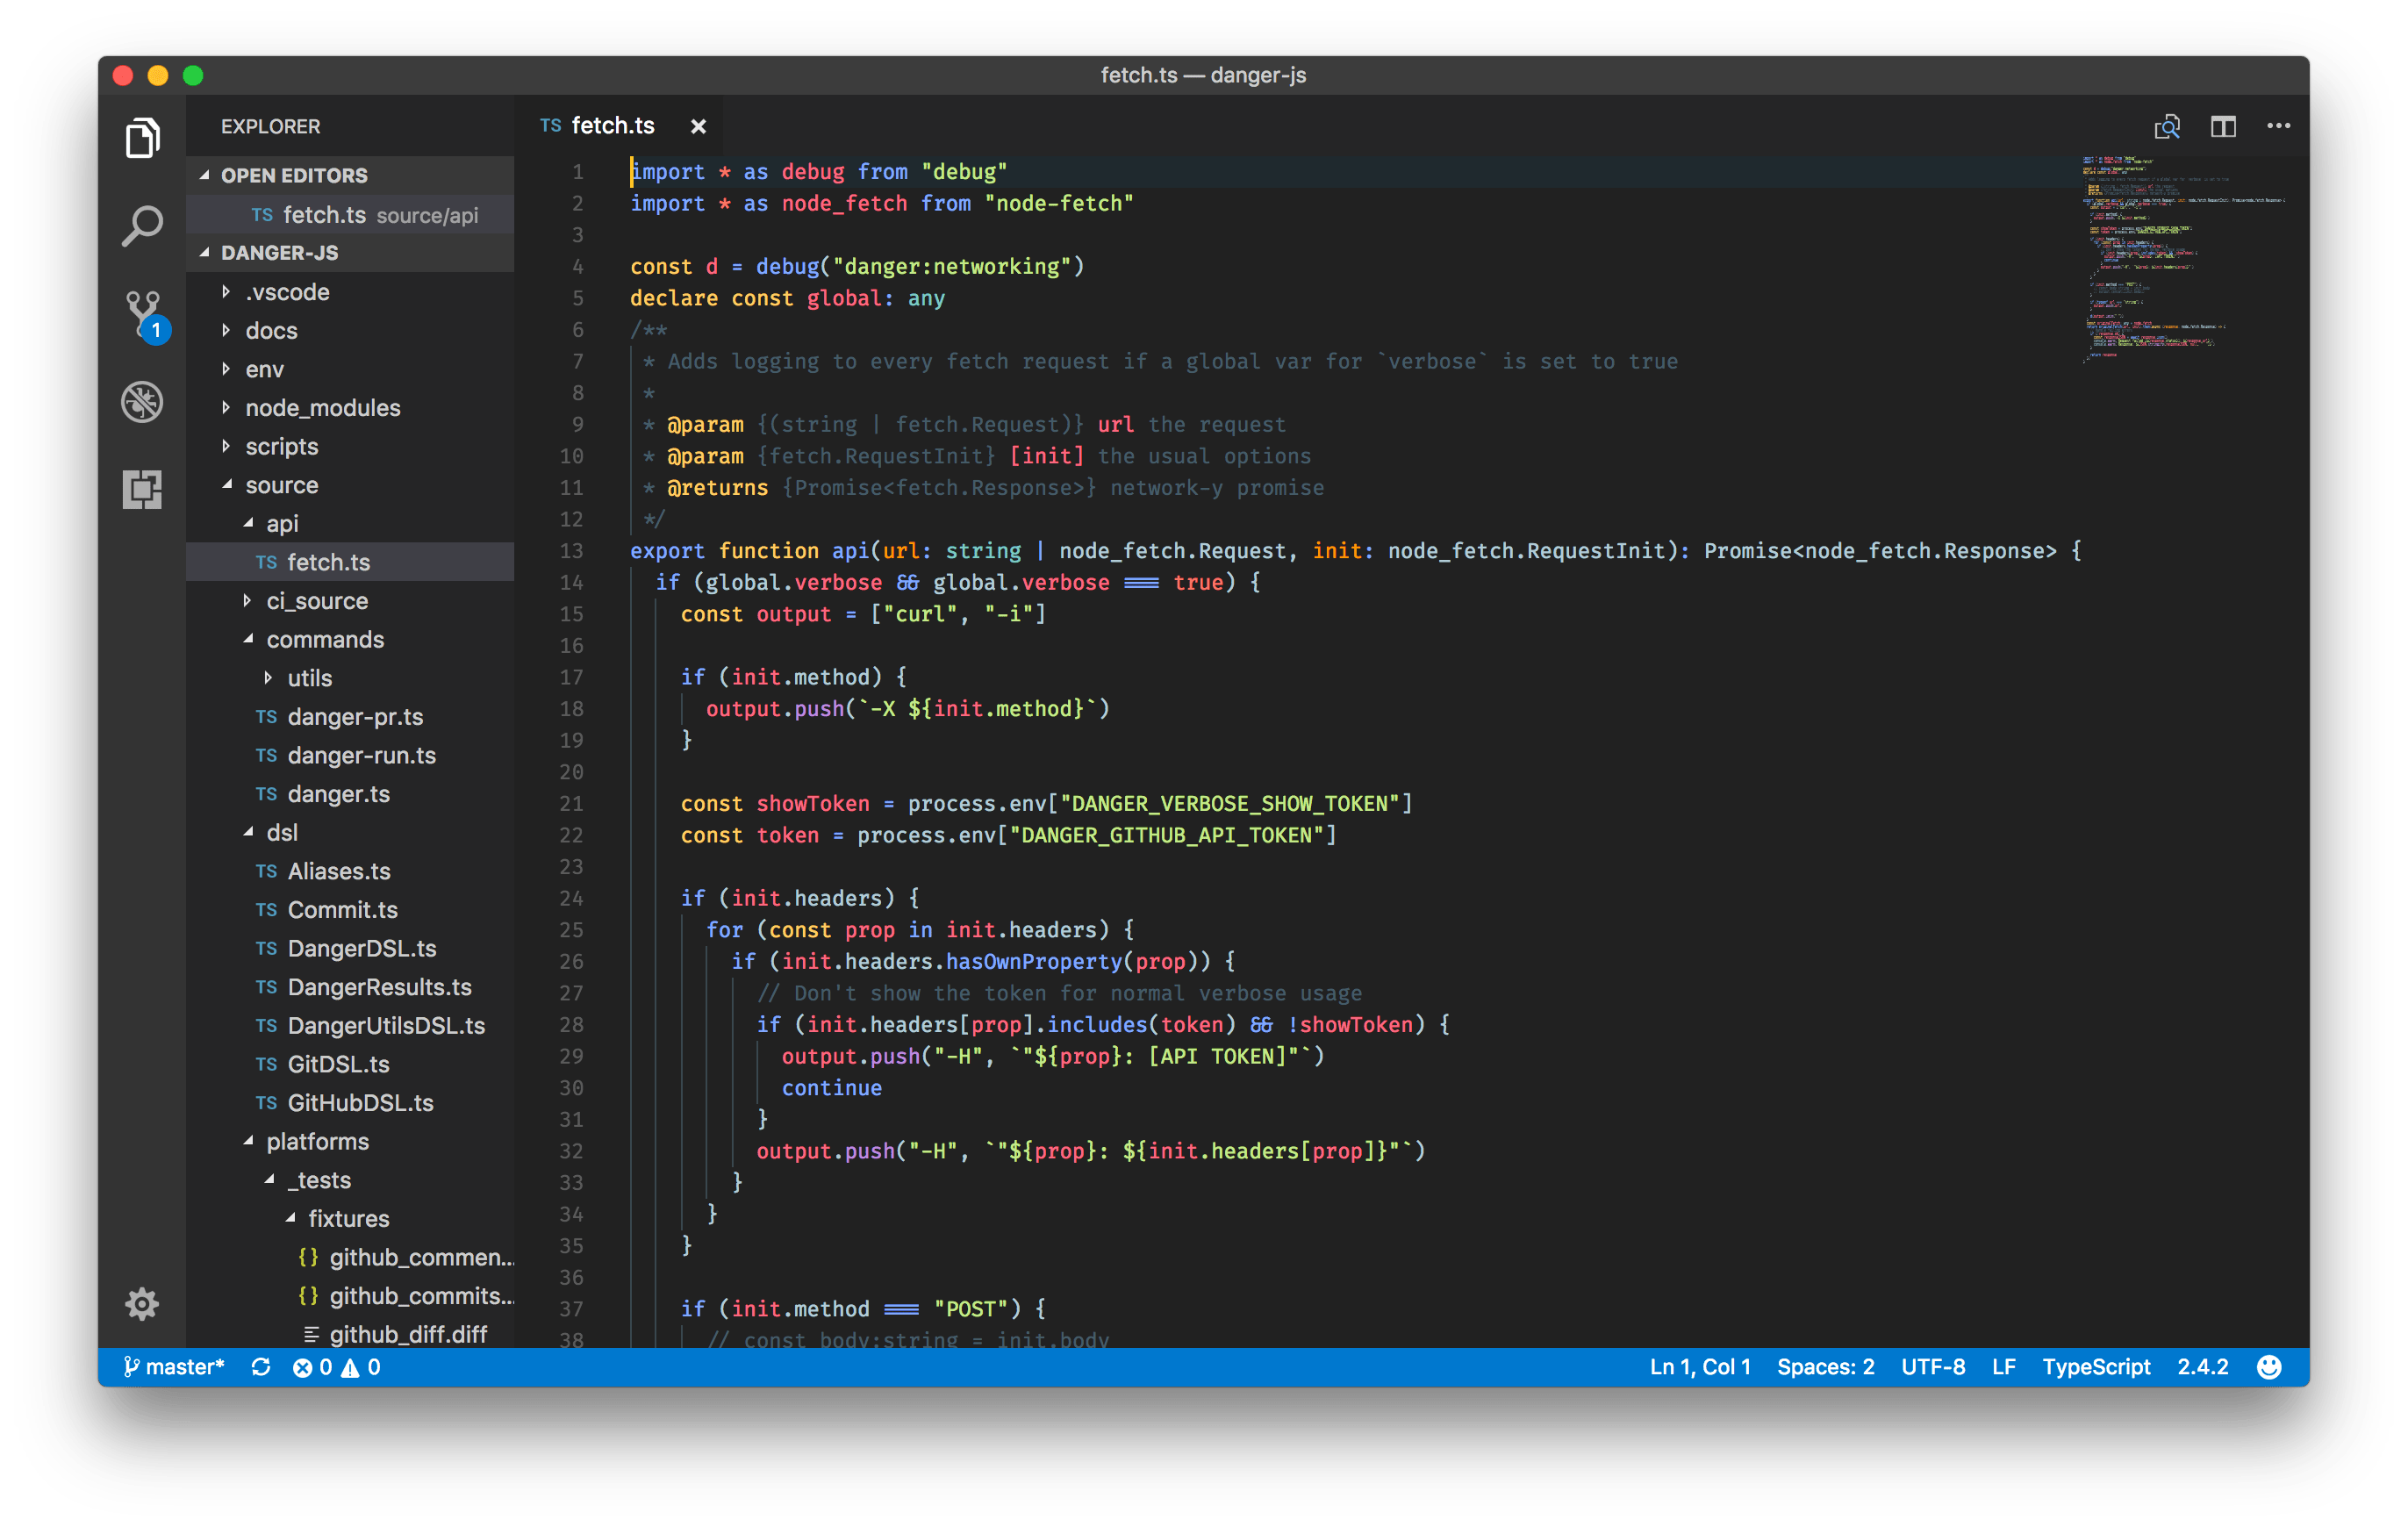 fetch.ts — danger-js
EXPLORER
OPEN EDITORS
TS fetch.ts source/api
DANGER-JS
.vscode
docs
env
node_modules
scripts
source
api
TS fetch.ts
ci_source
commands
utils
TS danger-pr.ts
TS danger-run.ts
TS danger.ts
dsl
TS Aliases.ts
TS Commit.ts
TS DangerDSL.ts
TS DangerResults.ts
TS DangerUtilsDSL.ts
TS GitDSL.ts
TS GitHubDSL.ts
platforms
_tests
fixtures
{} github_commen...
{} github_commits...
github_diff.diff
1
TS fetch.ts ×
1 import * as debug from "debug"
2 import * as node_fetch from "node-fetch"
3
4 const d = debug("danger:networking")
5 declare const global: any
6 /**
7 * Adds logging to every fetch request if a global var for `verbose` is set to true
8 *
9 * @param {(string | fetch.Request)} url the request
10 * @param {fetch.RequestInit} [init] the usual options
11 * @returns {Promise<fetch.Response>} network-y promise
12 */
13 export function api(url: string | node_fetch.Request, init: node_fetch.RequestInit): Promise<node_fetch.Response> {
14 if (global.verbose && global.verbose === true) {
15 const output = ["curl", "-i"]
16
17 if (init.method) {
18 output.push(`-X ${init.method}`)
19 }
20
21 const showToken = process.env["DANGER_VERBOSE_SHOW_TOKEN"]
22 const token = process.env["DANGER_GITHUB_API_TOKEN"]
23
24 if (init.headers) {
25 for (const prop in init.headers) {
26 if (init.headers.hasOwnProperty(prop)) {
27 // Don't show the token for normal verbose usage
28 if (init.headers[prop].includes(token) && !showToken) {
29 output.push("-H", `"${prop}: [API TOKEN]"`)
30 continue
31 }
32 output.push("-H", `"${prop}: ${init.headers[prop]}"`)
33 }
34 }
35 }
36
37 if (init.method === "POST") {
38 // const body:string = init.body
master* 0 0
Ln 1, Col 1 Spaces: 2 UTF-8 LF TypeScript 2.4.2